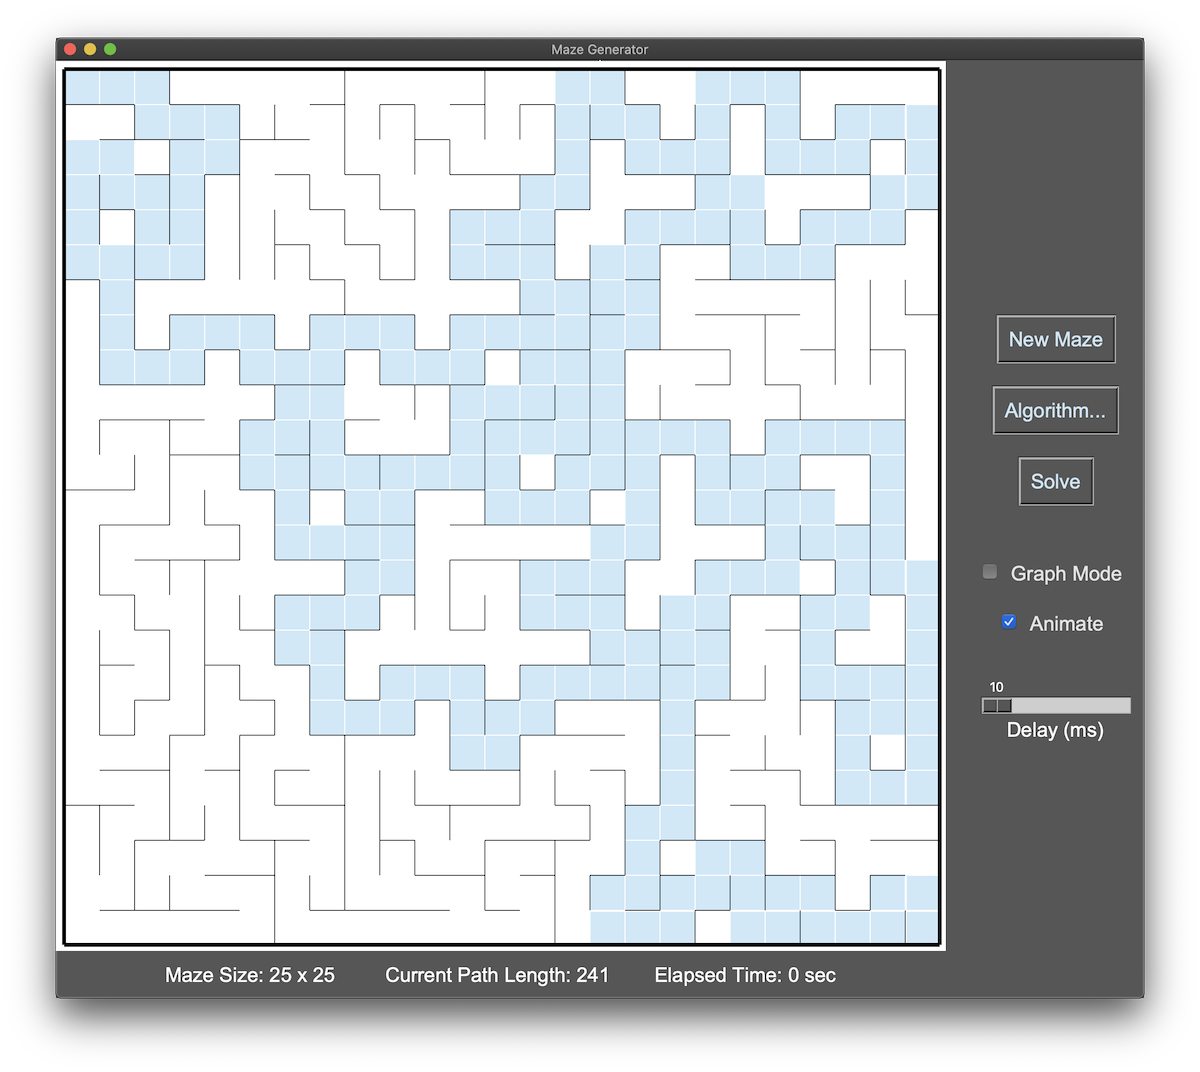 Maze Generator
New Maze
Algorithm...
Solve
Graph Mode
Animate
10
Delay (ms)
Maze Size: 25 x 25 Current Path Length: 241 Elapsed Time: 0 sec